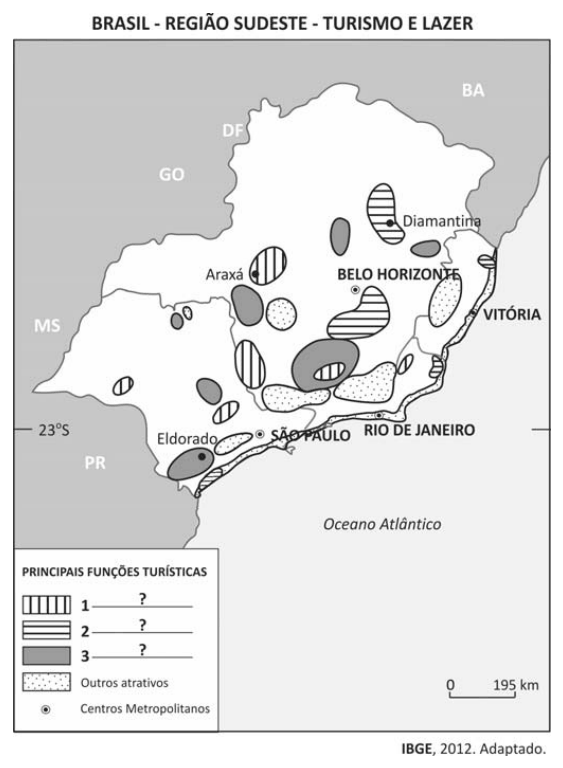 BRASIL - REGIÃO SUDESTE - TURISMO E LAZER
BA
DF
GO
Diamantina
Araxá
BELO HORIZONTE
MS
VITÓRIA
23°S
Eldorado
SÃO PAULO
RIO DE JANEIRO
PR
Oceano Atlântico
PRINCIPAIS FUNÇÕES TURÍSTICAS
1 ?
2 ?
3 ?
Outros atrativos
Centros Metropolitanos
0 195 km
IBGE, 2012. Adaptado.